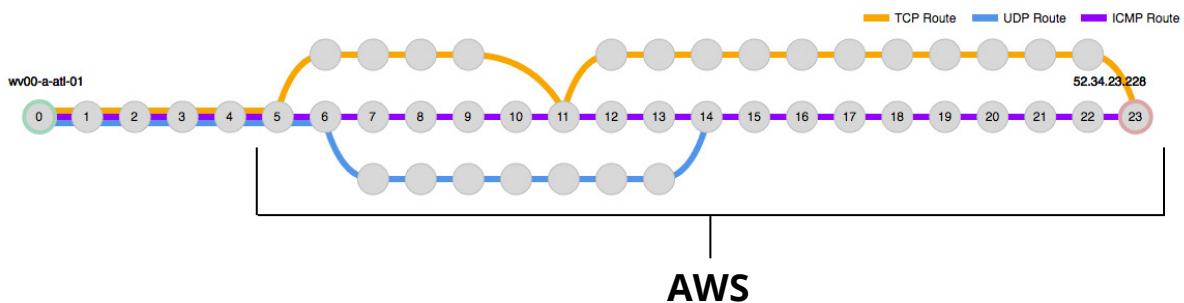 TCP Route UDP Route ICMP Route
wv00-a-atl-01
52.34.23.228
0 1 2 3 4 5 6 7 8 9 10 11 12 13 14 15 16 17 18 19 20 21 22 23
AWS